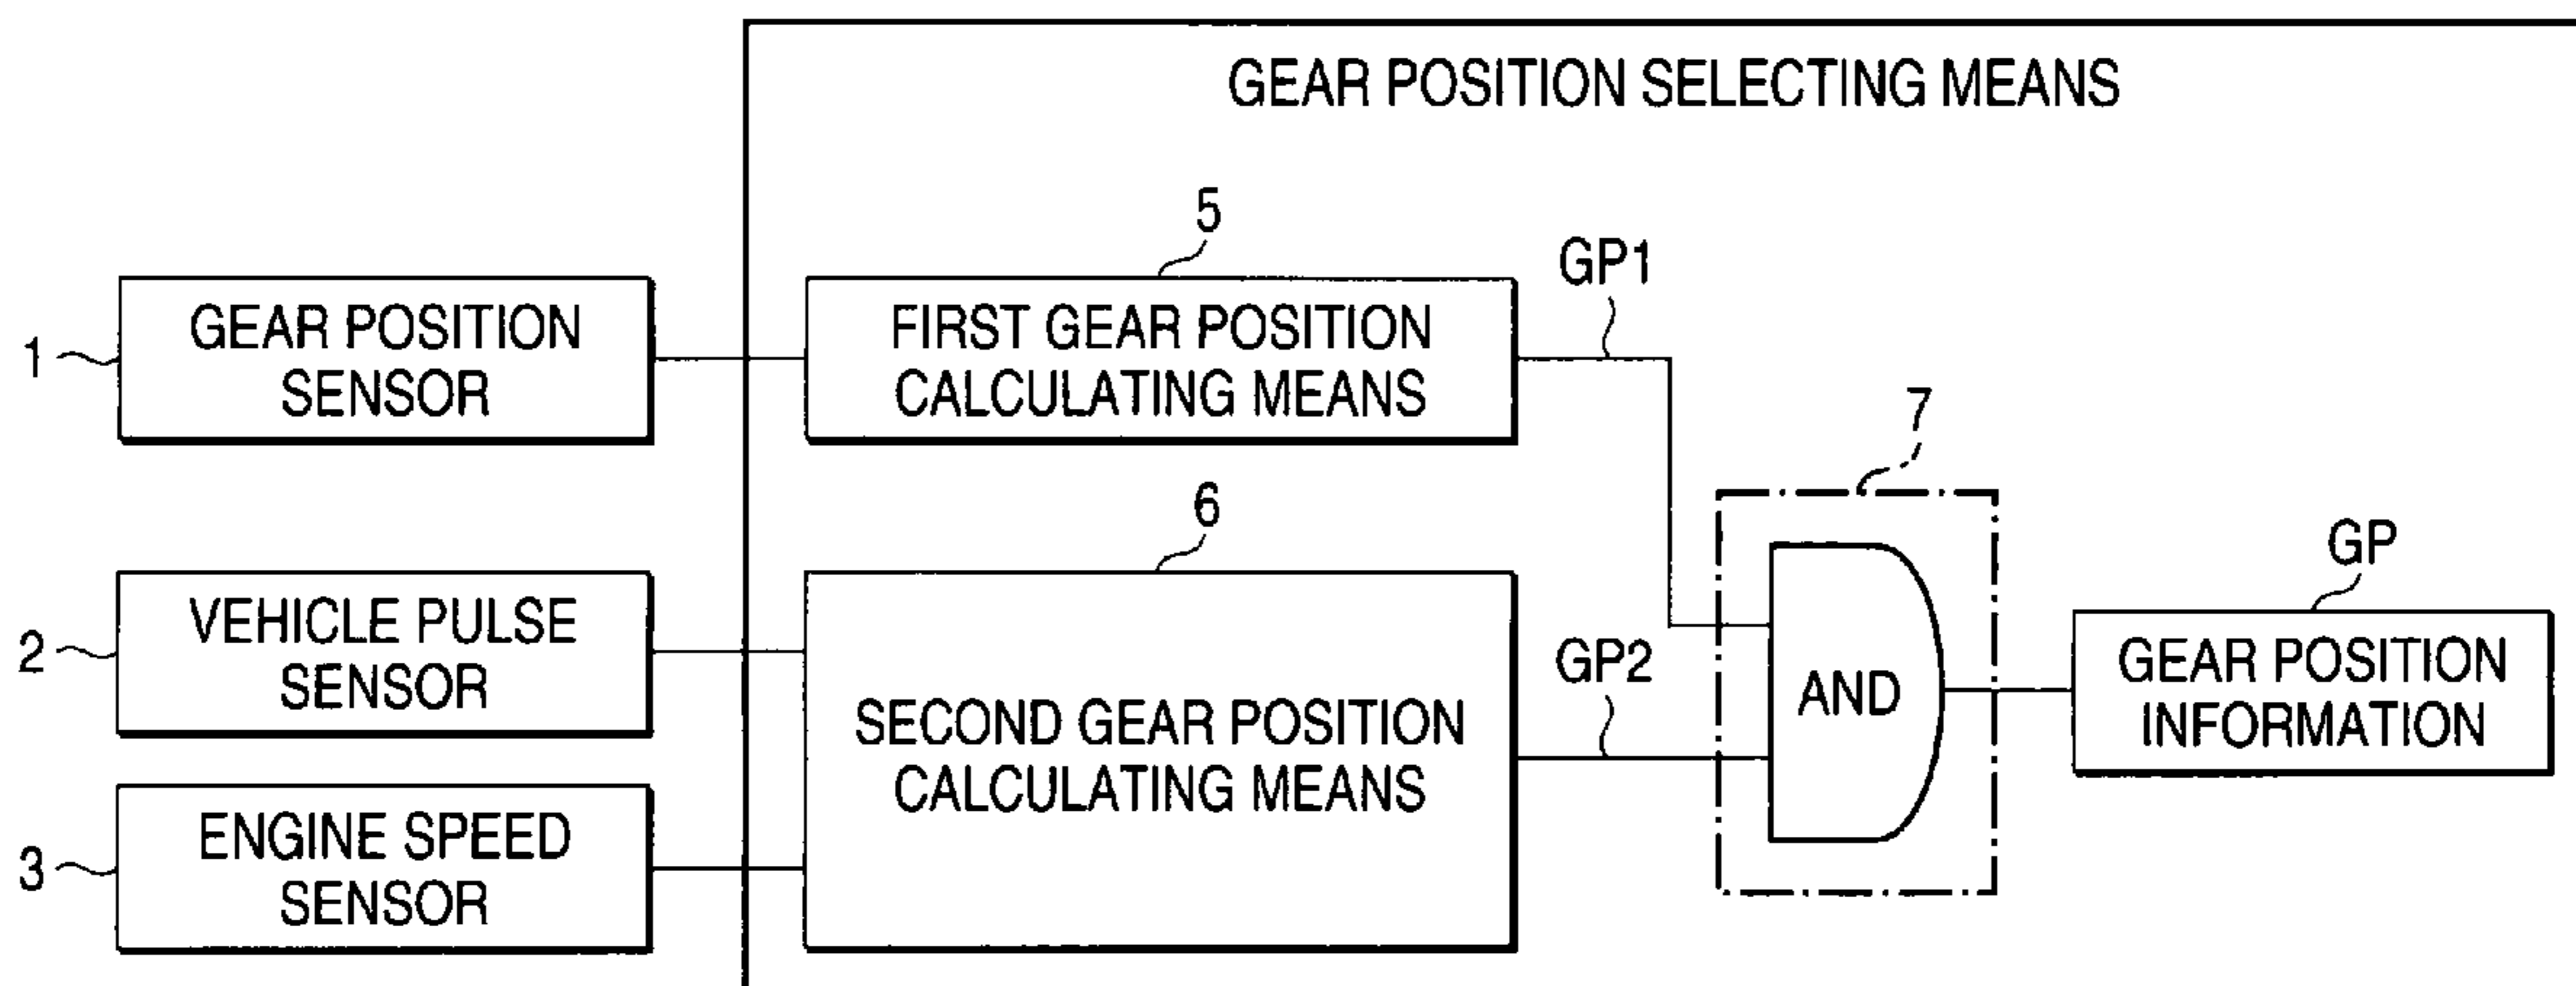 GEAR POSITION SELECTING MEANS
5
GP1
1
GEAR POSITION
SENSOR
FIRST GEAR POSITION
CALCULATING MEANS
7
6
GP
2
VEHICLE PULSE
SENSOR
GP2
SECOND GEAR POSITION
CALCULATING MEANS
AND
GEAR POSITION
INFORMATION
3
ENGINE SPEED
SENSOR